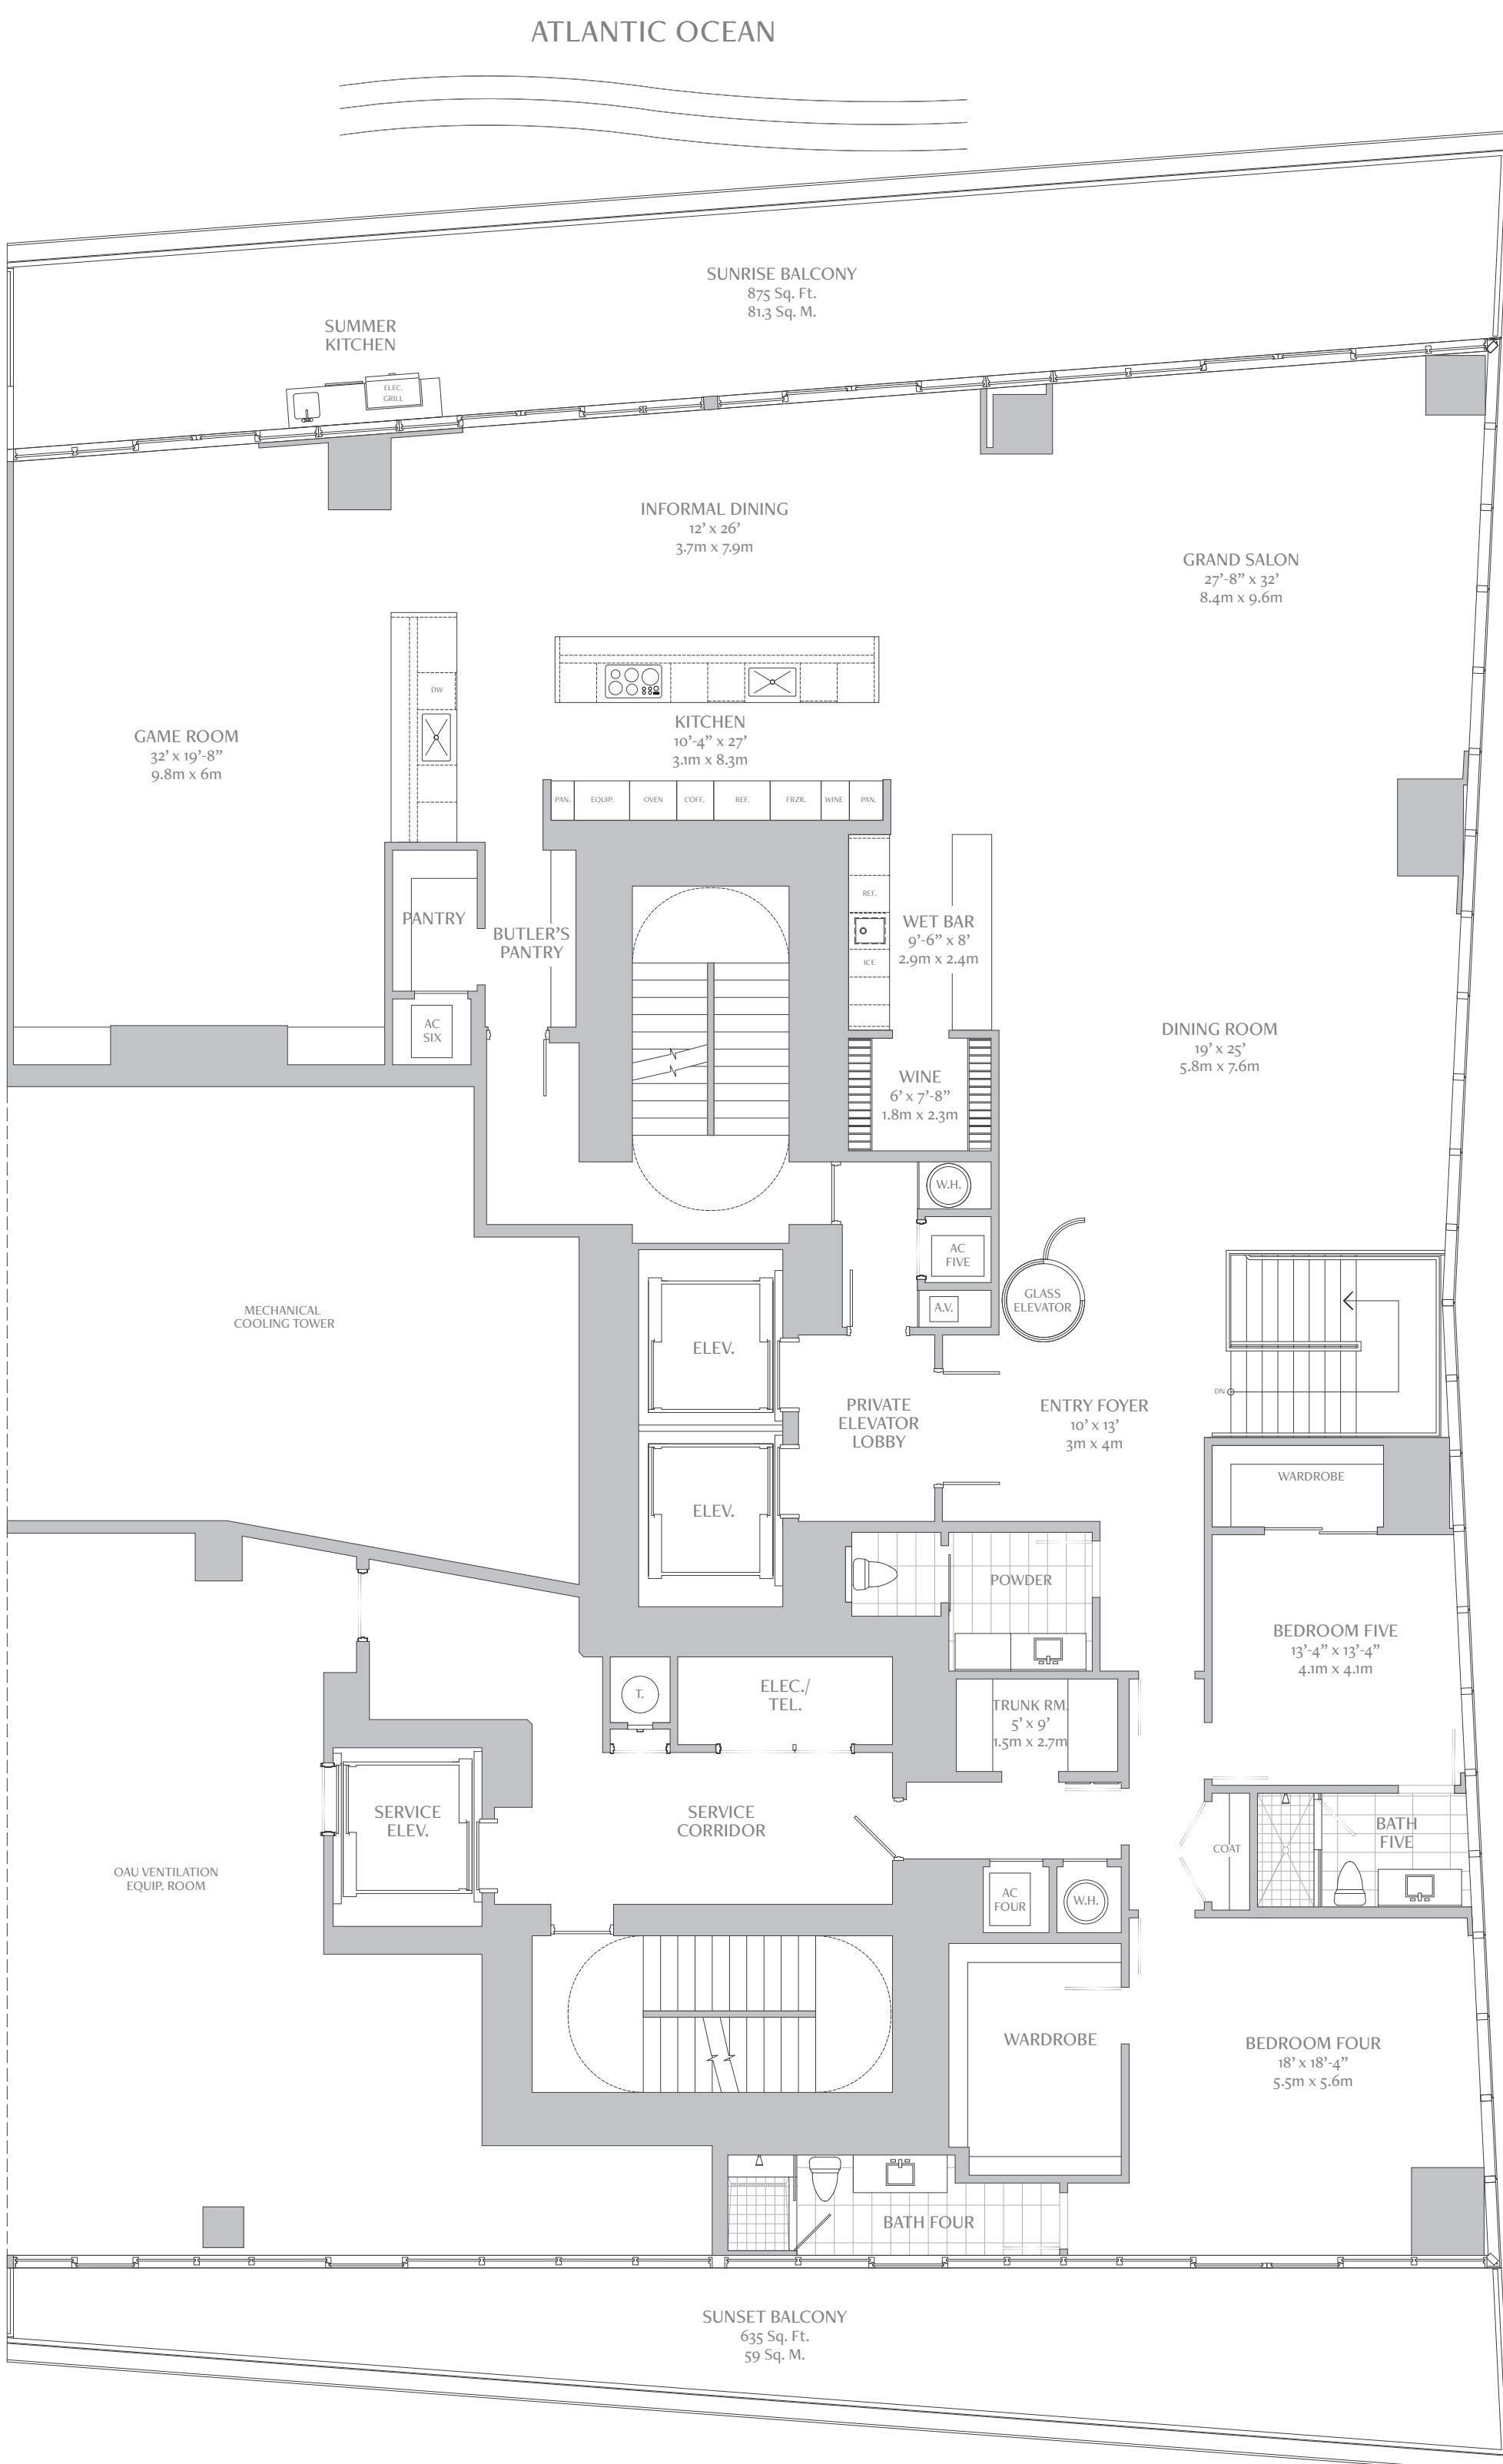 ATLANTIC OCEAN
SUNRISE BALCONY
875 Sq. Ft.
81.3 Sq. M.
SUMMER
KITCHEN
ELEC.
GRILL
INFORMAL DINING
12’ x 26’
3.7m x 7.9m
GRAND SALON
27’-8” x 32’
8.4m x 9.6m
DW
GAME ROOM
32’ x 19’-8”
9.8m x 6m
KITCHEN
10’-4” x 27’
3.1m x 8.3m
PAN.
EQUIP.
OVEN
COFF.
REF.
FRZR.
WINE
PAN.
PANTRY
BUTLER’S
PANTRY
REF.
ICE
WET BAR
9’-6” x 8’
2.9m x 2.4m
AC
SIX
DINING ROOM
19’ x 25’
5.8m x 7.6m
WINE
6’ x 7’-8”
1.8m x 2.3m
W.H.
AC
FIVE
A.V.
GLASS
ELEVATOR
MECHANICAL
COOLING TOWER
ELEV.
DN
PRIVATE
ELEVATOR
LOBBY
ENTRY FOYER
10’ x 13’
3m x 4m
WARDROBE
ELEV.
POWDER
BEDROOM FIVE
13’-4” x 13’-4”
4.1m x 4.1m
T.
ELEC./
TEL.
TRUNK RM.
5’ x 9’
1.5m x 2.7m
SERVICE
ELEV.
SERVICE
CORRIDOR
COAT
BATH
FIVE
OAU VENTILATION
EQUIP. ROOM
AC
FOUR
W.H.
WARDROBE
BEDROOM FOUR
18’ x 18’-4”
5.5m x 5.6m
BATH FOUR
SUNSET BALCONY
635 Sq. Ft.
59 Sq. M.